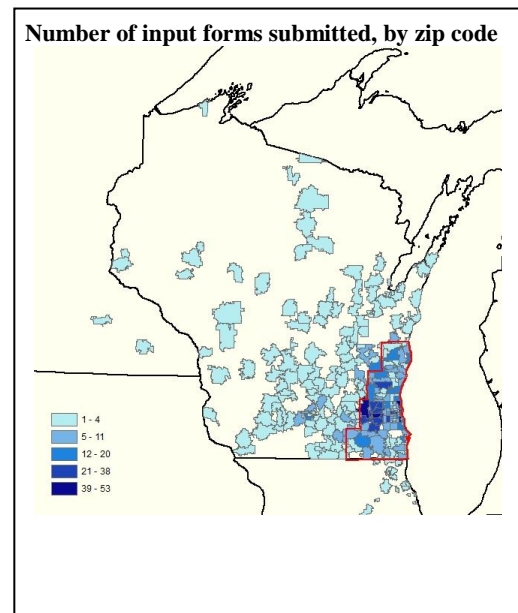 Number of input forms submitted, by zip code
1 - 4
5 - 11
12 - 20
21 - 38
39 - 53